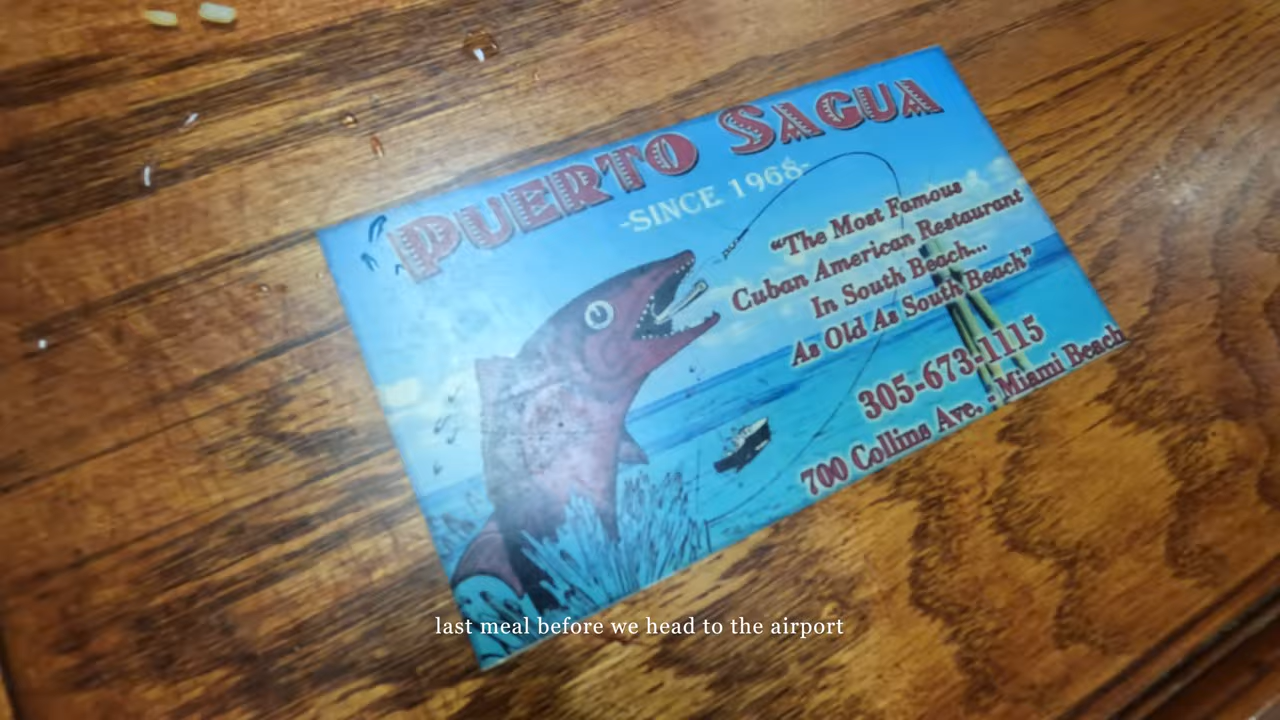 PUERTO SAGUA
-SINCE 1968-
“The Most Famous
Cuban American Restaurant
In South Beach...
As Old As South Beach”
305-673-1115
700 Collins Ave. - Miami Beach
last meal before we head to the airport